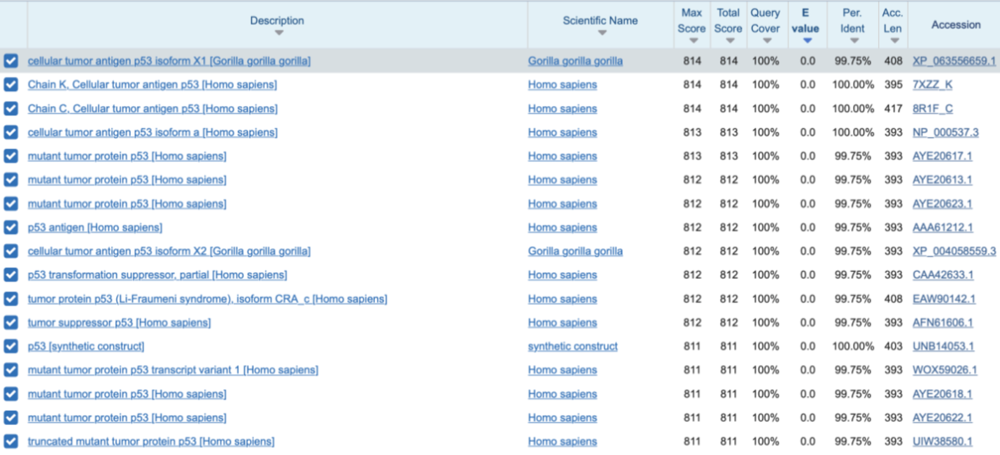 Description Scientific Name Max Score Total Score Query Cover E value Per. Ident Acc. Len Accession
cellular tumor antigen p53 isoform X1 [Gorilla gorilla gorilla] Gorilla gorilla gorilla 814 814 100% 0.0 99.75% 408 XP_063556659.1
Chain K, Cellular tumor antigen p53 [Homo sapiens] Homo sapiens 814 814 100% 0.0 100.00% 395 7XZZ_K
Chain C, Cellular tumor antigen p53 [Homo sapiens] Homo sapiens 814 814 100% 0.0 100.00% 417 8R1F_C
cellular tumor antigen p53 isoform a [Homo sapiens] Homo sapiens 813 813 100% 0.0 100.00% 393 NP_000537.3
mutant tumor protein p53 [Homo sapiens] Homo sapiens 813 813 100% 0.0 99.75% 393 AYE20617.1
mutant tumor protein p53 [Homo sapiens] Homo sapiens 812 812 100% 0.0 99.75% 393 AYE20613.1
mutant tumor protein p53 [Homo sapiens] Homo sapiens 812 812 100% 0.0 99.75% 393 AYE20623.1
p53 antigen [Homo sapiens] Homo sapiens 812 812 100% 0.0 99.75% 393 AAA61212.1
cellular tumor antigen p53 isoform X2 [Gorilla gorilla gorilla] Gorilla gorilla gorilla 812 812 100% 0.0 99.75% 393 XP_004058559.3
p53 transformation suppressor, partial [Homo sapiens] Homo sapiens 812 812 100% 0.0 99.75% 393 CAA42633.1
tumor protein p53 (Li-Fraumeni syndrome), isoform CRA_c [Homo sapiens] Homo sapiens 812 812 100% 0.0 99.75% 408 EAW90142.1
tumor suppressor p53 [Homo sapiens] Homo sapiens 812 812 100% 0.0 99.75% 393 AFN61606.1
p53 [synthetic construct] synthetic construct 811 811 100% 0.0 100.00% 403 UNB14053.1
mutant tumor protein p53 transcript variant 1 [Homo sapiens] Homo sapiens 811 811 100% 0.0 99.75% 393 WOX59026.1
mutant tumor protein p53 [Homo sapiens] Homo sapiens 811 811 100% 0.0 99.75% 393 AYE20618.1
mutant tumor protein p53 [Homo sapiens] Homo sapiens 811 811 100% 0.0 99.75% 393 AYE20622.1
truncated mutant tumor protein p53 [Homo sapiens] Homo sapiens 811 811 100% 0.0 99.75% 393 UIW38580.1